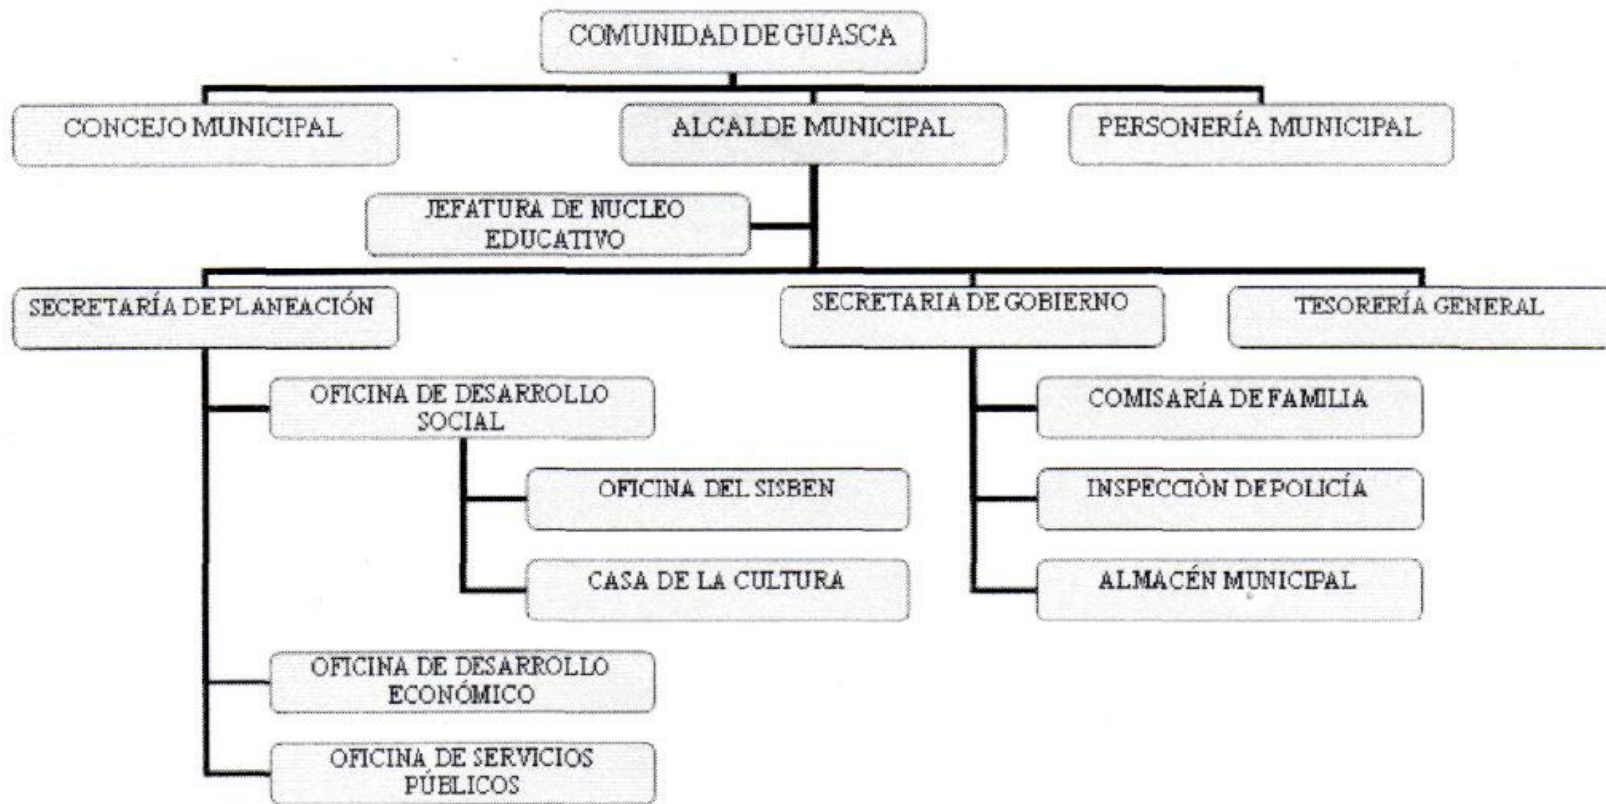 COMUNIDAD DE GUASCA
CONCEJO MUNICIPAL
ALCALDE MUNICIPAL
PERSONERÍA MUNICIPAL
JEFATURA DE NUCLEO
EDUCATIVO
SECRETARÍA DE PLANEACIÓN
SECRETARIA DE GOBIERNO
TESORERÍA GENERAL
OFICINA DE DESARROLLO
SOCIAL
COMISARÍA DE FAMILIA
OFICINA DEL SISBEN
INSPECCIÒN DE POLICÍA
CASA DE LA CULTURA
ALMACÉN MUNICIPAL
OFICINA DE DESARROLLO
ECONÓMICO
OFICINA DE SERVICIOS
PÚBLICOS